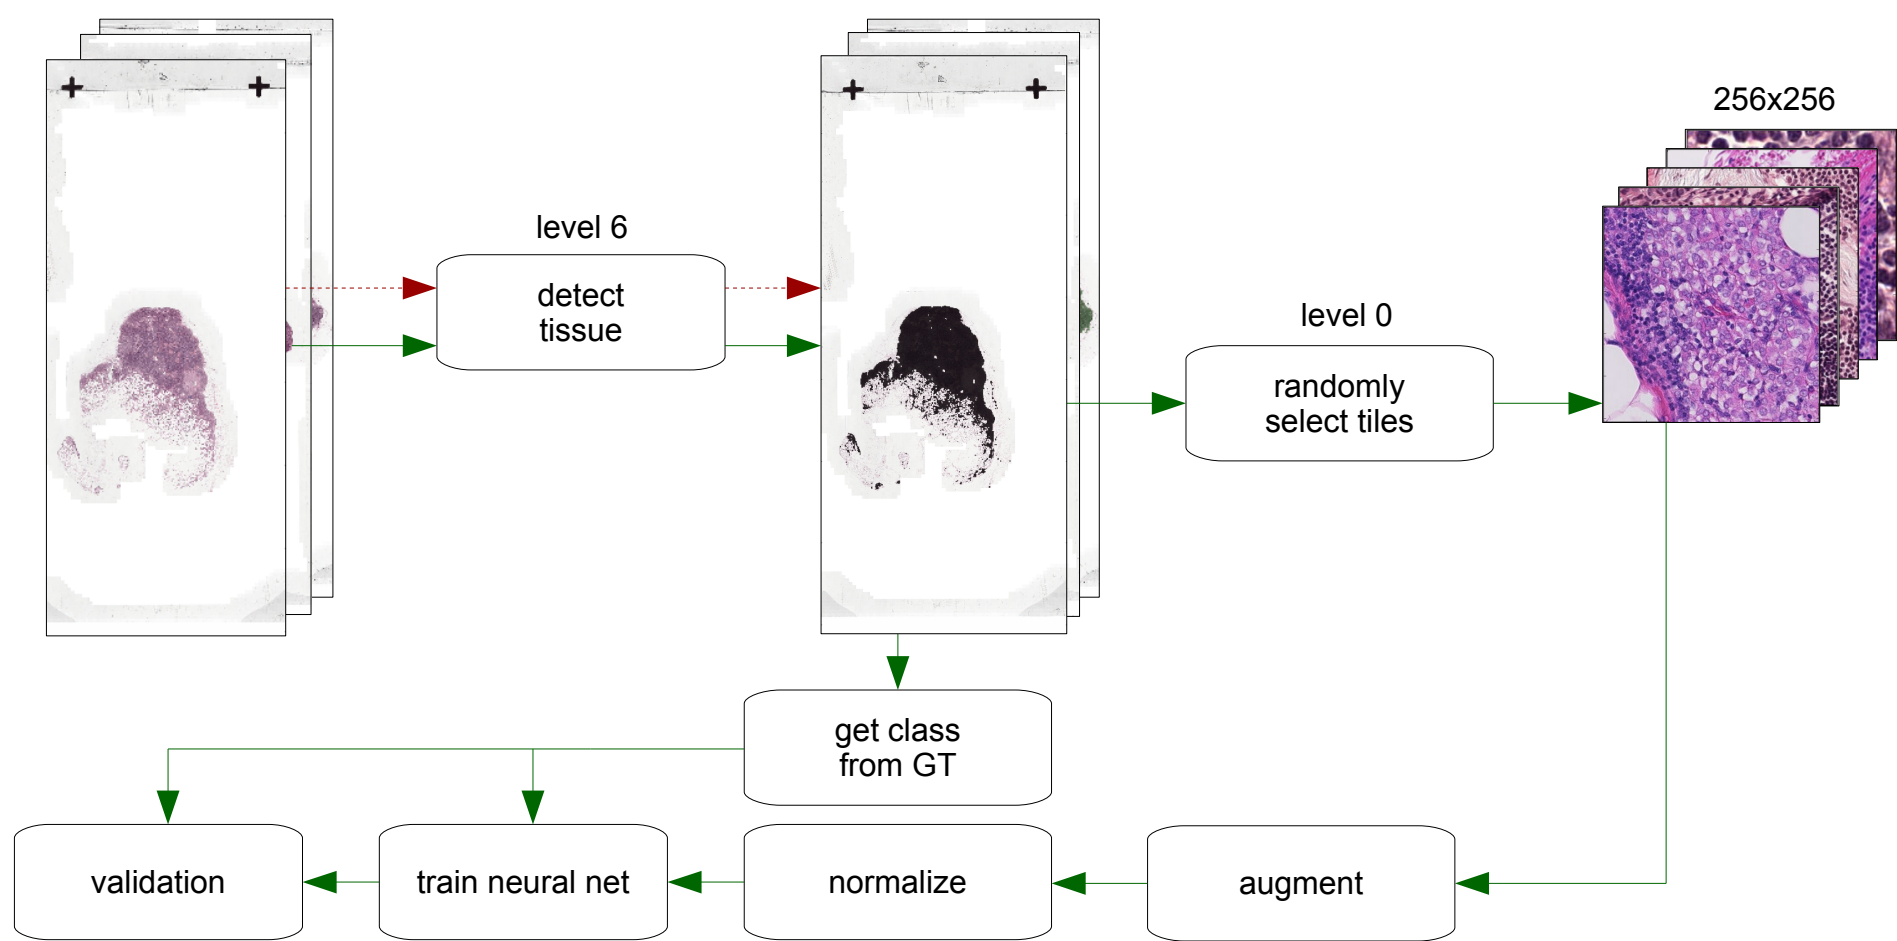 256x256
level 6
detect
tissue
level 0
randomly
select tiles
get class
from GT
validation
train neural net
normalize
augment